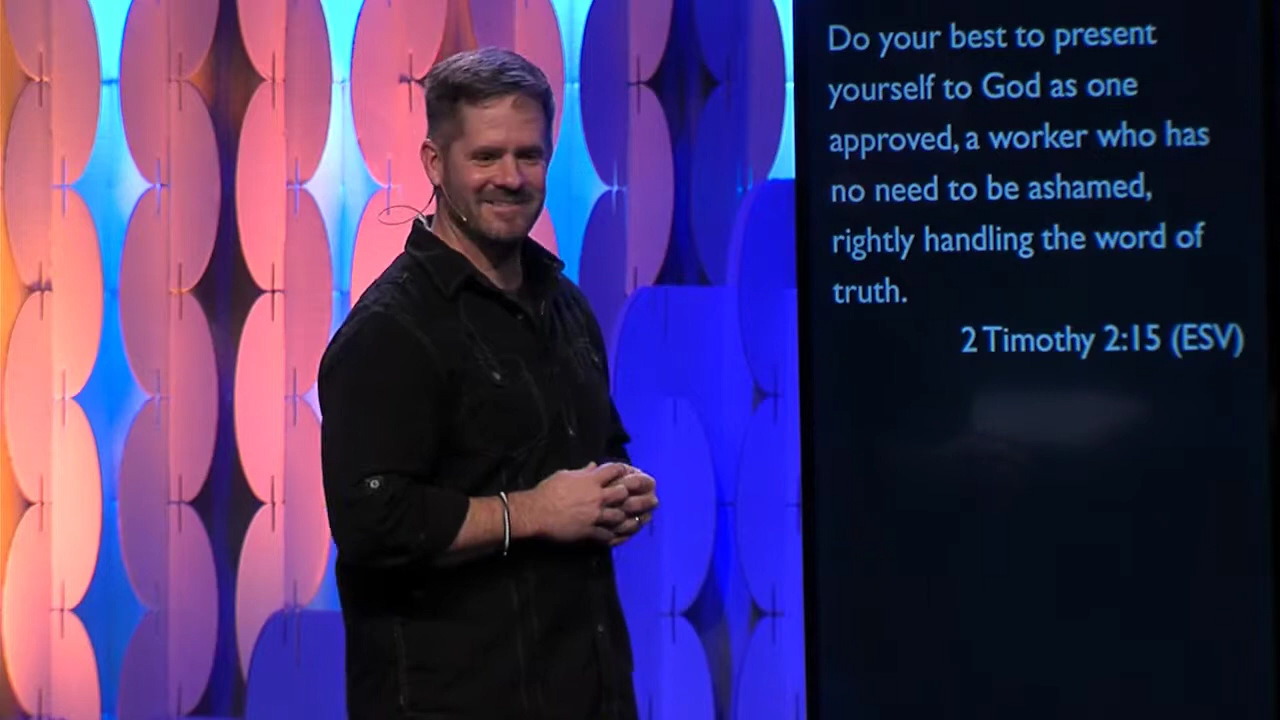 Do your best to present
yourself to God as one
approved, a worker who has
no need to be ashamed,
rightly handling the word of
truth.
2 Timothy 2:15 (ESV)